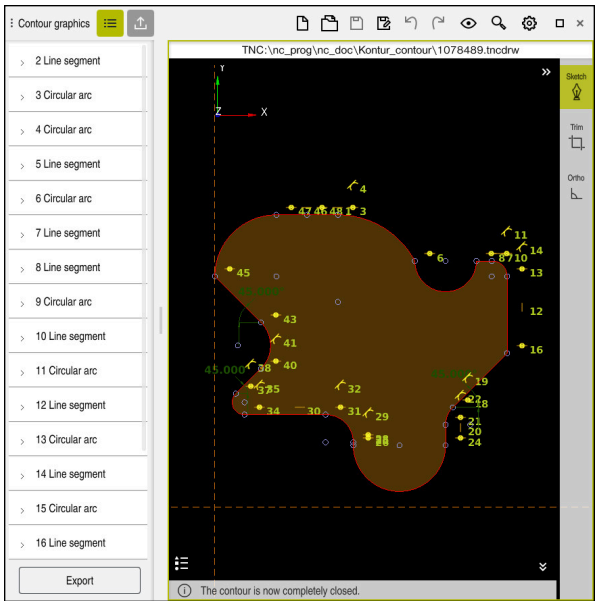 Contour graphics
TNC:\nc_prog\nc_doc\Kontur_contour\1078489.tncdrw
2 Line segment
3 Circular arc
4 Circular arc
5 Line segment
6 Circular arc
7 Line segment
8 Line segment
9 Circular arc
10 Line segment
11 Circular arc
12 Line segment
13 Circular arc
14 Line segment
15 Circular arc
16 Line segment
Export
Y
Z X
4
47 46 48 1 3
11
14
6 8 7 10
45 13
12
43
41 16
40
45.000 38
19
37 35 32
22 18
34 30 31 29
21
20
24
Sketch
Trim
Ortho
The contour is now completely closed.